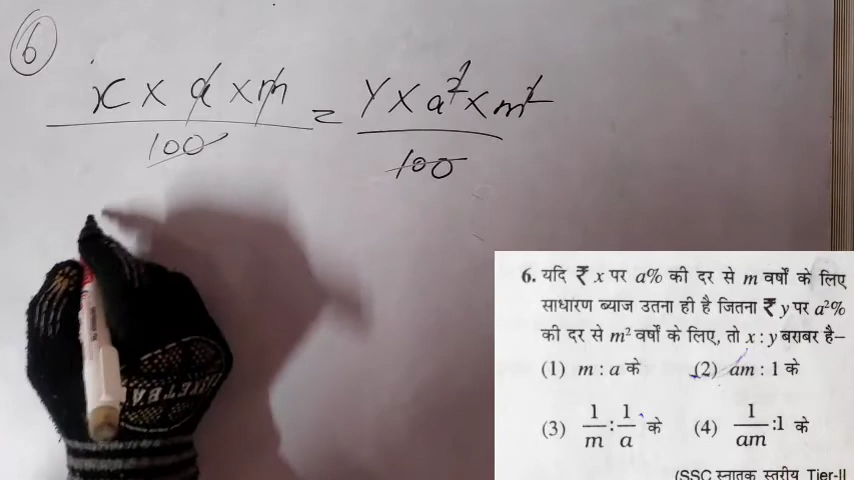 6
x × a × m / 100 = y × a² × m² / 100
6. यदि ₹ x पर a% की दर से m वर्षों के लिए
साधारण ब्याज उतना ही है जितना ₹ y पर a²%
की दर से m² वर्षों के लिए, तो x : y बराबर है–
(1) m : a के (2) am : 1 के
(3) 1/m : 1/a के (4) 1/am :1 के
(SSC स्नातक स्तरीय Tier-II
BASKETBALL